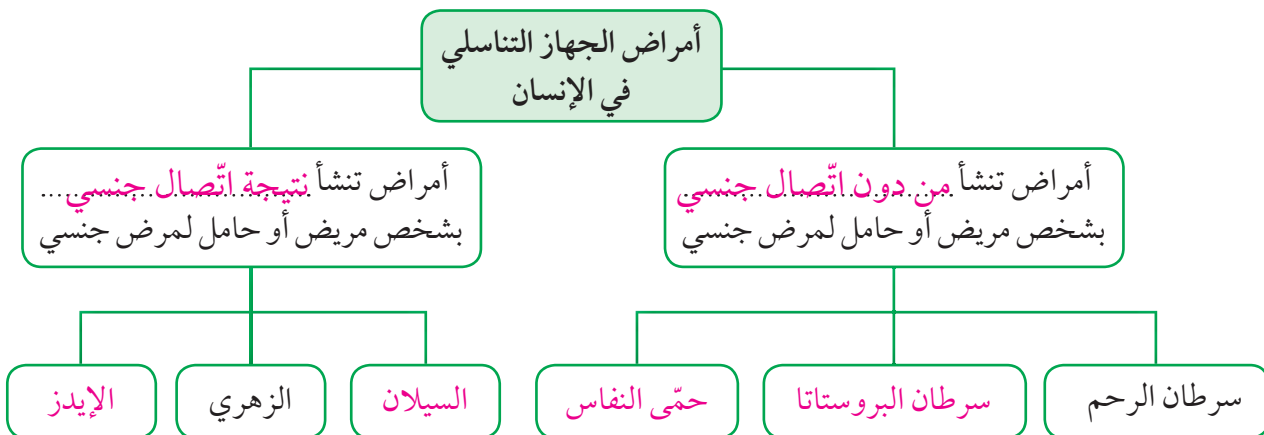 أمراض الجهاز التناسلي
في الإنسان
أمراض تنشأ من دون اتّصال جنسي
بشخص مريض أو حامل لمرض جنسي
أمراض تنشأ نتيجة اتّصال جنسي
بشخص مريض أو حامل لمرض جنسي
سرطان الرحم
سرطان البروستاتا
حمّى النفاس
السيلان
الزهري
الإيدز